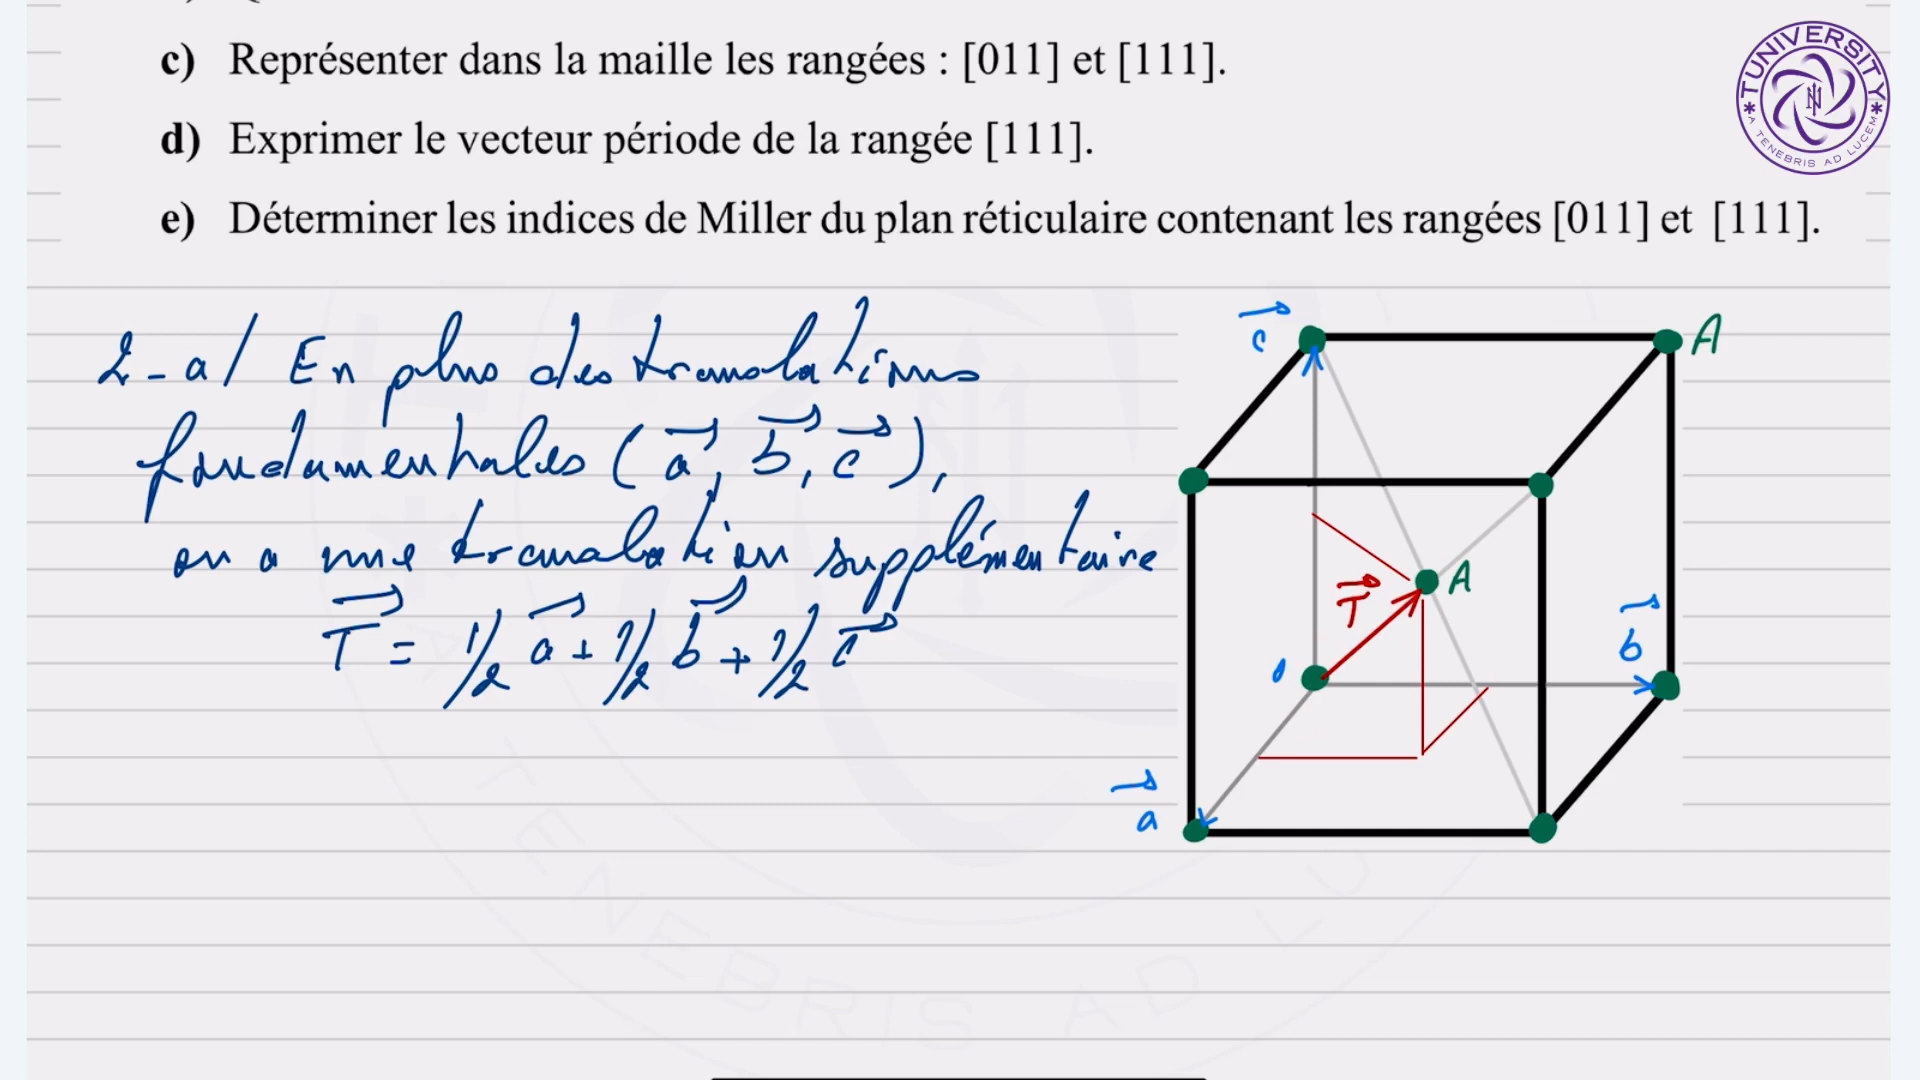 c) Représenter dans la maille les rangées : [011] et [111].
d) Exprimer le vecteur période de la rangée [111].
e) Déterminer les indices de Miller du plan réticulaire contenant les rangées [011] et [111].
TUNIVERSITY
A TENEBRIS AD LUCEM
2-a/ En plus des translations
fondamentales (a⃗, b⃗, c⃗),
on a une translation supplémentaire
T⃗ = 1/2 a⃗ + 1/2 b⃗ + 1/2 c⃗
c⃗
A
T⃗
A
b⃗
o
a⃗